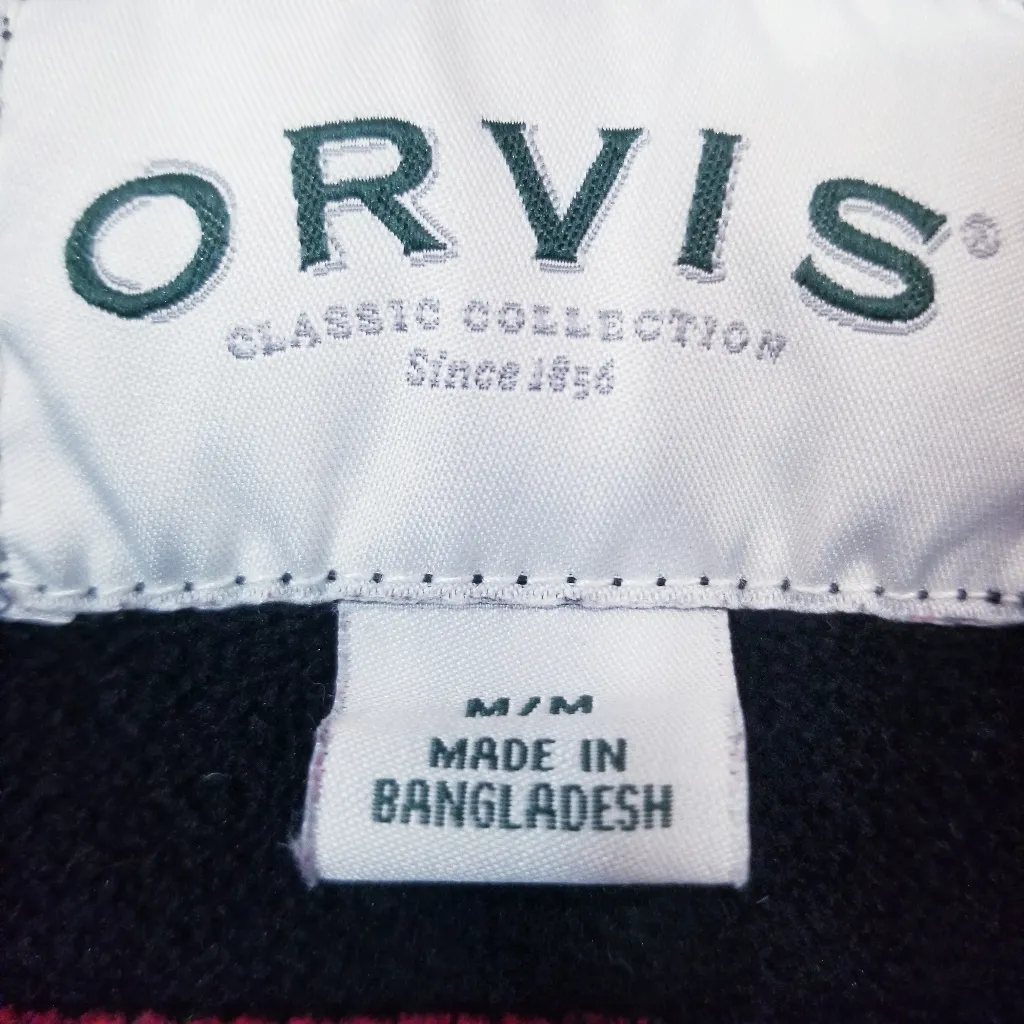 ORVIS®
CLASSIC COLLECTION
Since 1856
M/M
MADE IN
BANGLADESH